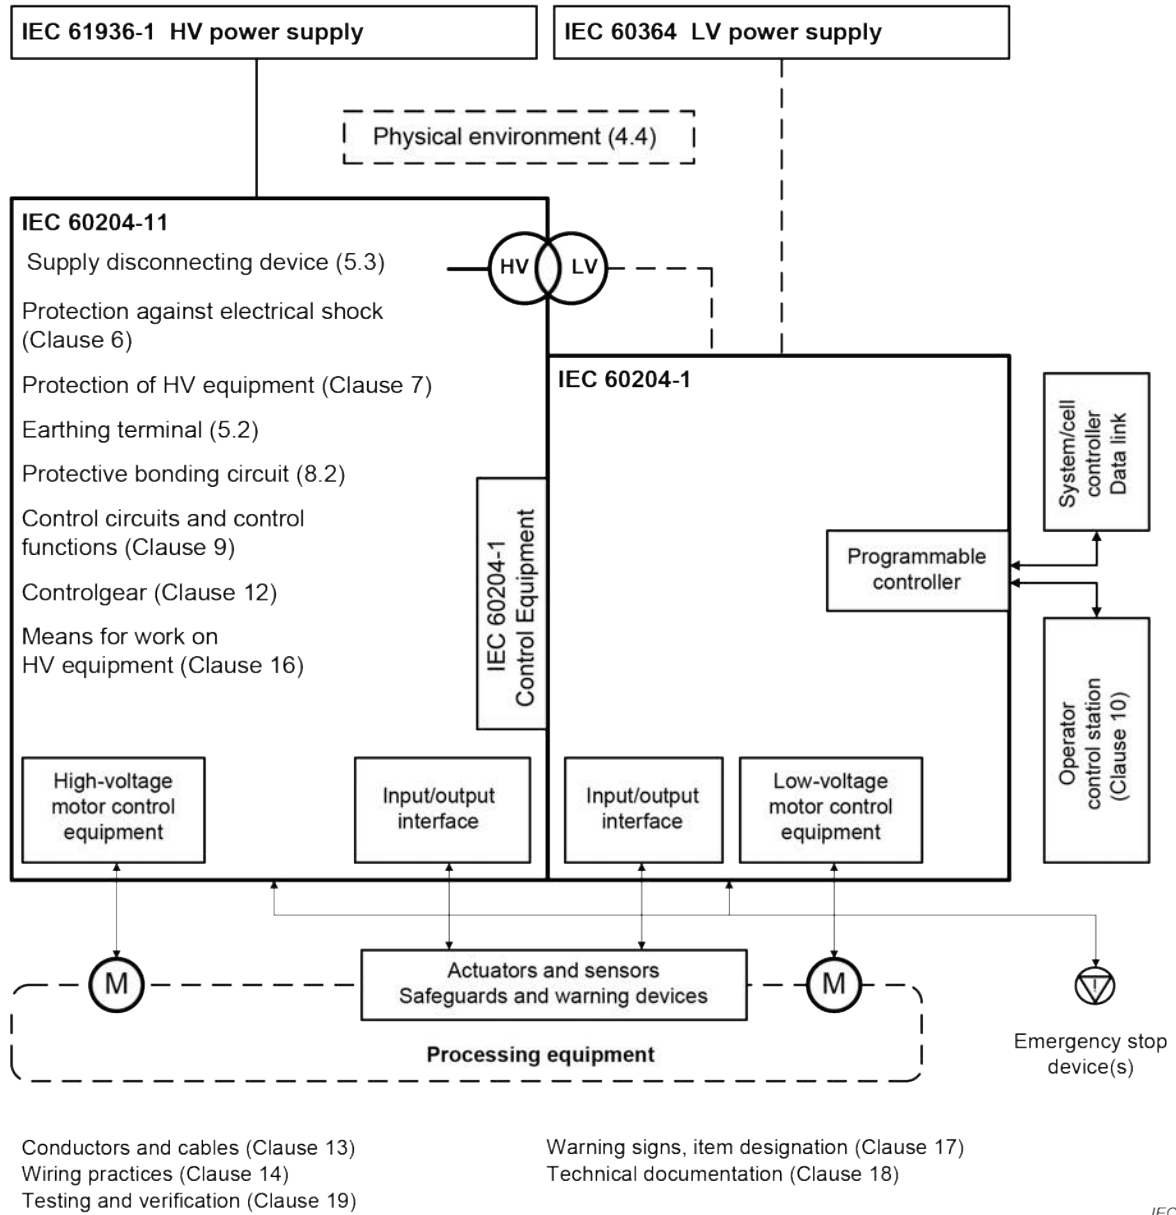 IEC 61936-1 HV power supply
IEC 60364 LV power supply
Physical environment (4.4)
IEC 60204-11
Supply disconnecting device (5.3)
HV
LV
Protection against electrical shock
(Clause 6)
Protection of HV equipment (Clause 7)
Earthing terminal (5.2)
Protective bonding circuit (8.2)
Control circuits and control
functions (Clause 9)
Controlgear (Clause 12)
Means for work on
HV equipment (Clause 16)
IEC 60204-1
Control Equipment
IEC 60204-1
Programmable
controller
System/cell
controller
Data link
Operator
control station
(Clause 10)
High-voltage
motor control
equipment
Input/output
interface
Input/output
interface
Low-voltage
motor control
equipment
M
Actuators and sensors
Safeguards and warning devices
M
!
Processing equipment
Emergency stop
device(s)
Conductors and cables (Clause 13)
Wiring practices (Clause 14)
Testing and verification (Clause 19)
Warning signs, item designation (Clause 17)
Technical documentation (Clause 18)
IEC